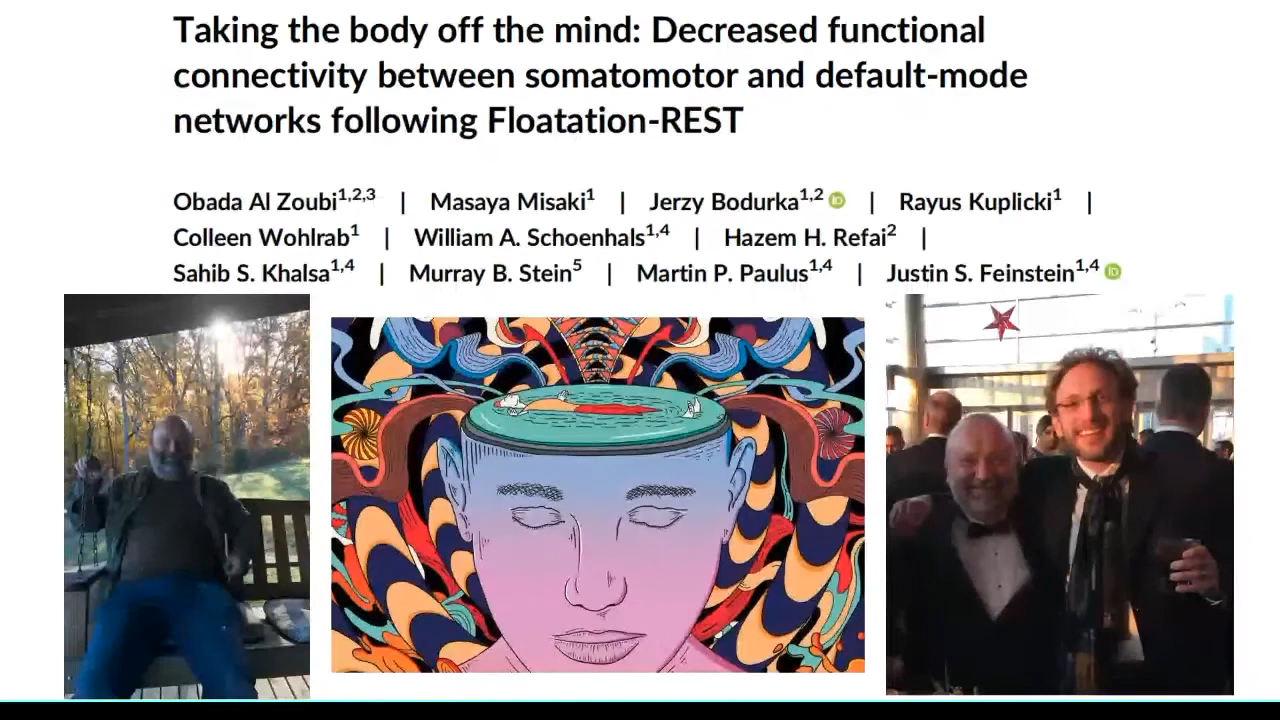 Taking the body off the mind: Decreased functional
connectivity between somatomotor and default-mode
networks following Floatation-REST
Obada Al Zoubi1,2,3 | Masaya Misaki1 | Jerzy Bodurka1,2 iD | Rayus Kuplicki1 |
Colleen Wohlrab1 | William A. Schoenhals1,4 | Hazem H. Refai2 |
Sahib S. Khalsa1,4 | Murray B. Stein5 | Martin P. Paulus1,4 | Justin S. Feinstein1,4 iD